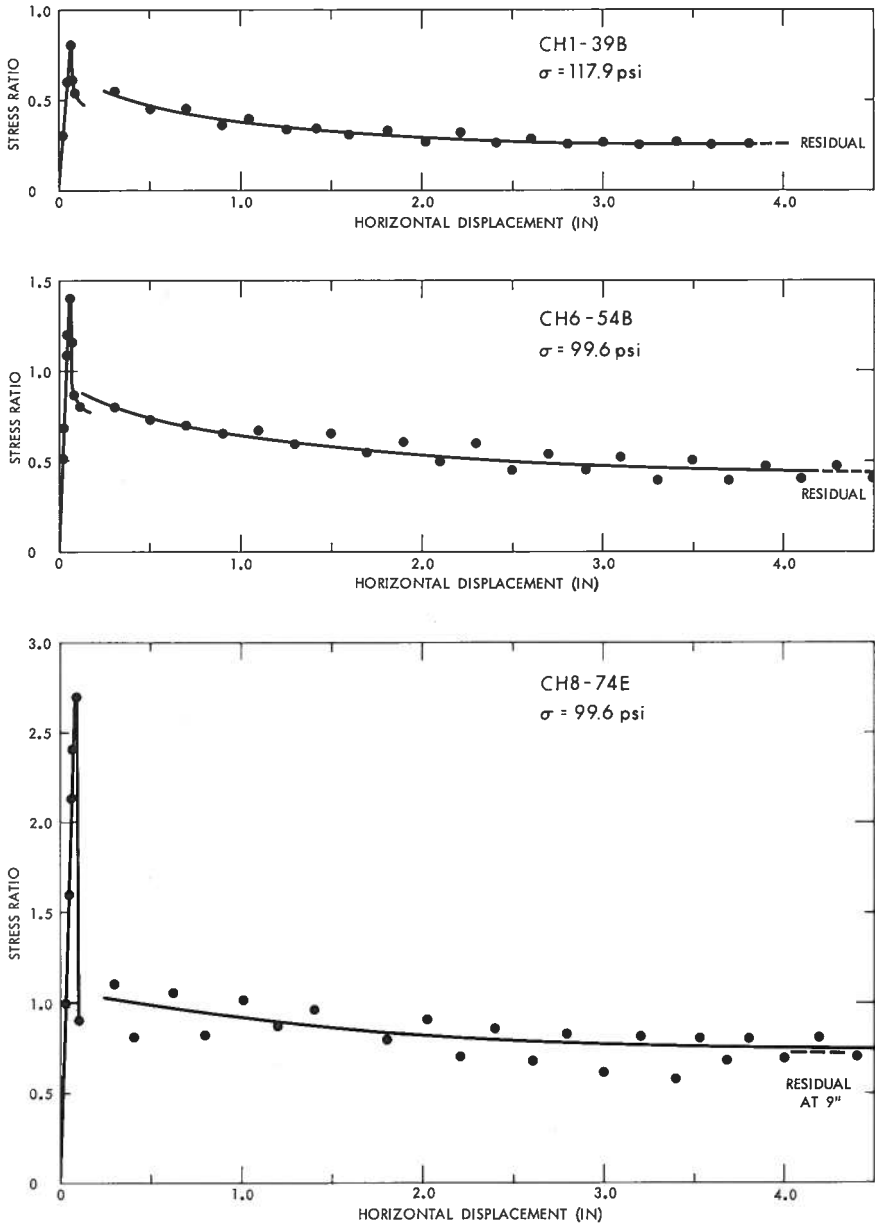 1.0
CH1-39B
σ = 117.9 psi
STRESS RATIO
0.5
RESIDUAL
0
0 1.0 2.0 3.0 4.0
HORIZONTAL DISPLACEMENT (IN)
1.5
CH6-54B
σ = 99.6 psi
1.0
STRESS RATIO
0.5
RESIDUAL
0
0 1.0 2.0 3.0 4.0
HORIZONTAL DISPLACEMENT (IN)
3.0
CH8-74E
σ = 99.6 psi
2.5
2.0
STRESS RATIO
1.5
1.0
RESIDUAL
AT 9"
0.5
0
0 1.0 2.0 3.0 4.0
HORIZONTAL DISPLACEMENT (IN)